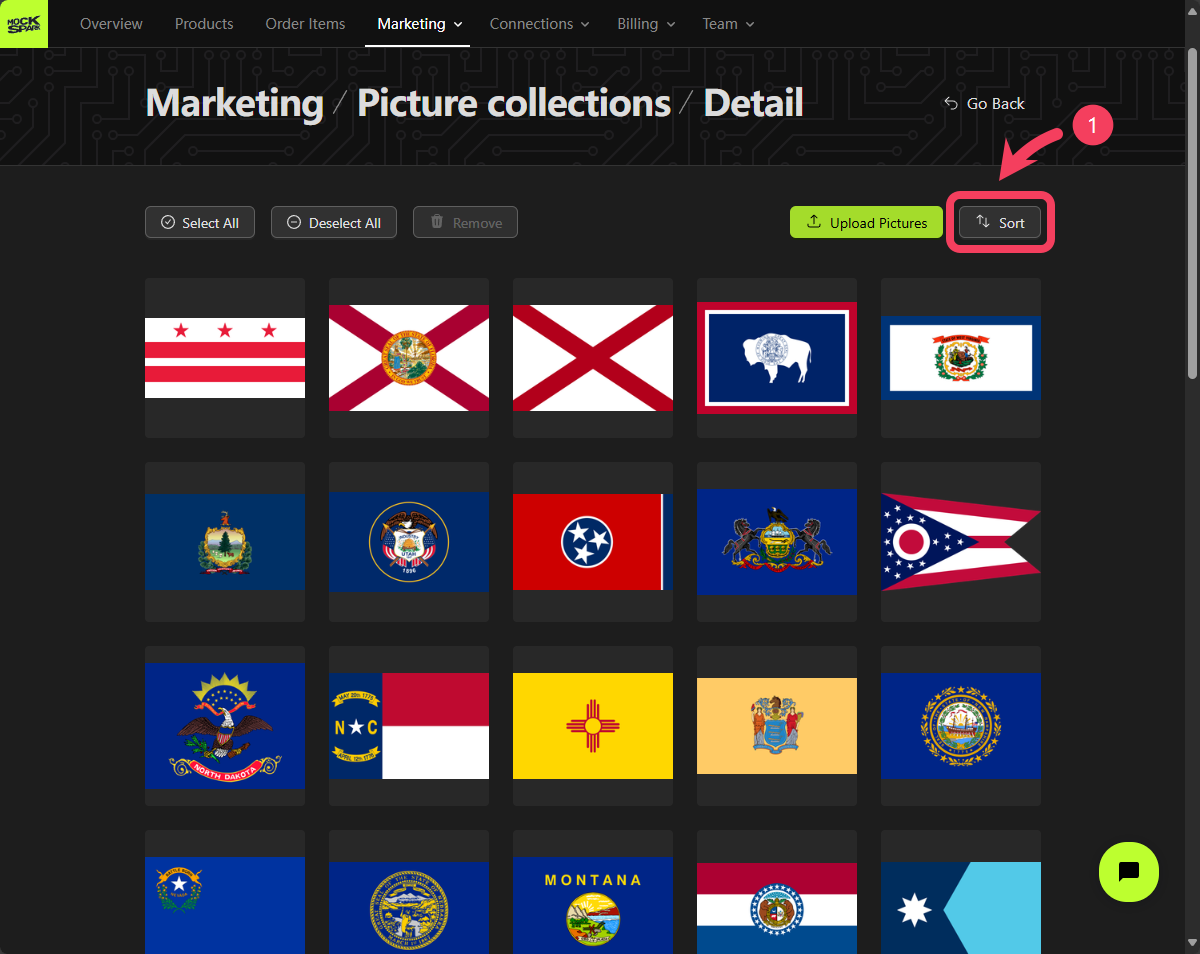 MOCK
SPARK
Overview
Products
Order Items
Marketing
Connections
Billing
Team
Marketing / Picture collections / Detail
Go Back
1
Select All
Deselect All
Remove
Upload Pictures
Sort
INDUSTRY
UTAH
1896
NORTH DAKOTA
MAY 20th 1775
N C
APRIL 12th 1776
MONTANA